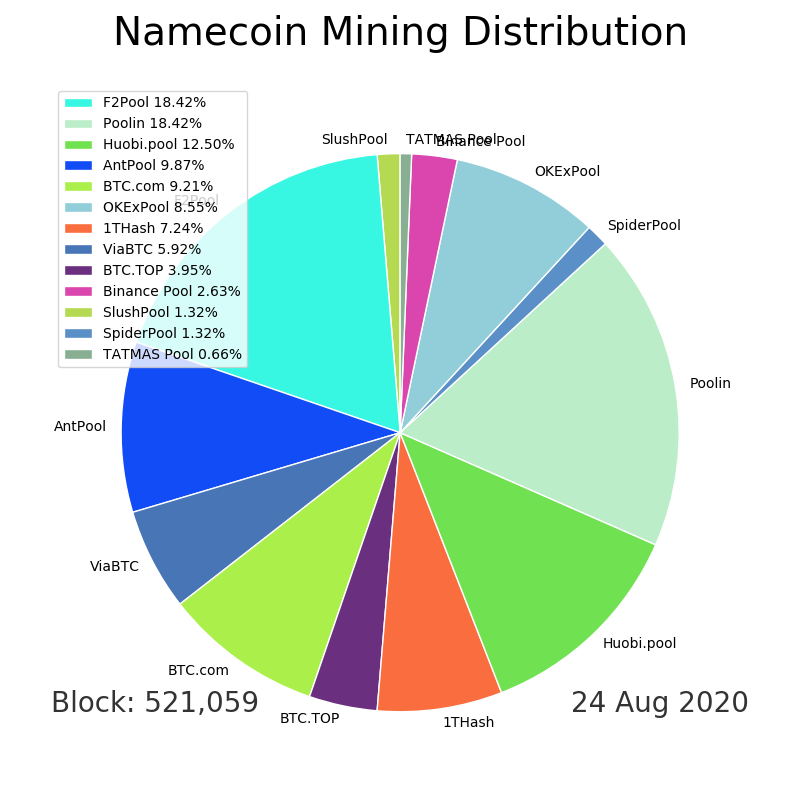 Namecoin Mining Distribution
F2Pool 18.42%
Poolin 18.42%
Huobi.pool 12.50%
AntPool 9.87%
BTC.com 9.21%
OKExPool 8.55%
1THash 7.24%
ViaBTC 5.92%
BTC.TOP 3.95%
Binance Pool 2.63%
SlushPool 1.32%
SpiderPool 1.32%
TATMAS Pool 0.66%
SlushPool
TATMAS Pool
Binance Pool
OKExPool
F2Pool
SpiderPool
Poolin
AntPool
ViaBTC
Huobi.pool
BTC.com
BTC.TOP
1THash
Block: 521,059
24 Aug 2020